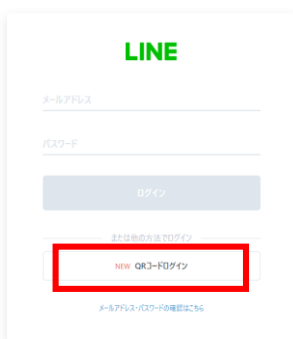 LINE
メールアドレス
パスワード
ログイン
または他の方法でログイン
NEW QRコードログイン
メールアドレス・パスワードの確認はこちら